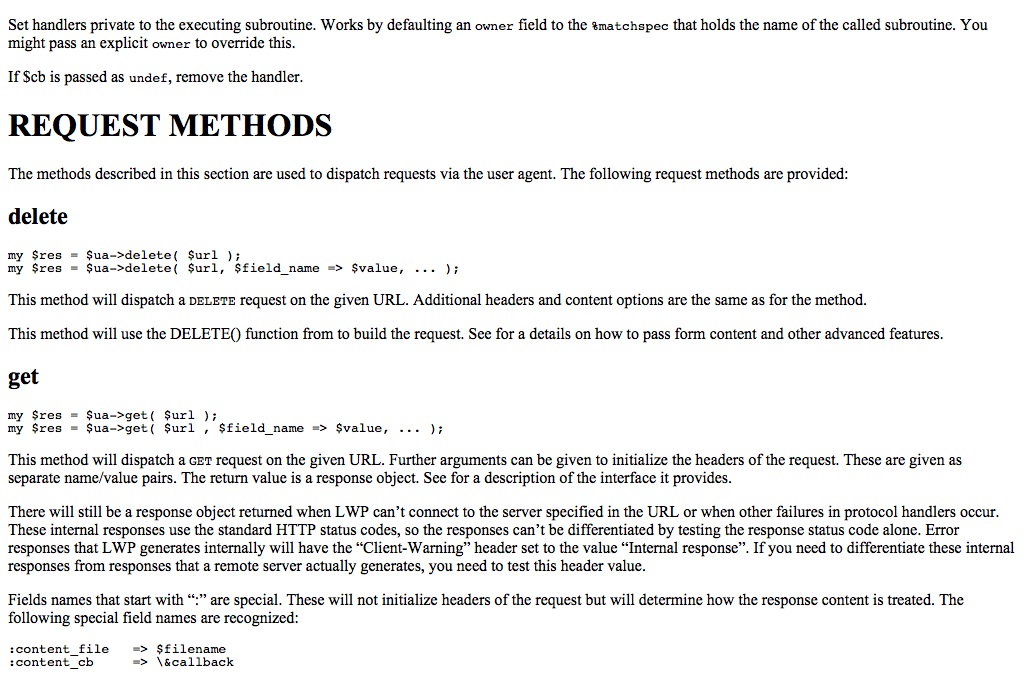 Set handlers private to the executing subroutine. Works by defaulting an owner field to the %matchspec that holds the name of the called subroutine. You
might pass an explicit owner to override this.
If $cb is passed as undef, remove the handler.
REQUEST METHODS
The methods described in this section are used to dispatch requests via the user agent. The following request methods are provided:
delete
my $res = $ua->delete( $url );
my $res = $ua->delete( $url, $field_name => $value, ... );
This method will dispatch a DELETE request on the given URL. Additional headers and content options are the same as for the method.
This method will use the DELETE() function from to build the request. See for a details on how to pass form content and other advanced features.
get
my $res = $ua->get( $url );
my $res = $ua->get( $url , $field_name => $value, ... );
This method will dispatch a GET request on the given URL. Further arguments can be given to initialize the headers of the request. These are given as
separate name/value pairs. The return value is a response object. See for a description of the interface it provides.
There will still be a response object returned when LWP can’t connect to the server specified in the URL or when other failures in protocol handlers occur.
These internal responses use the standard HTTP status codes, so the responses can’t be differentiated by testing the response status code alone. Error
responses that LWP generates internally will have the “Client-Warning” header set to the value “Internal response”. If you need to differentiate these internal
responses from responses that a remote server actually generates, you need to test this header value.
Fields names that start with “:” are special. These will not initialize headers of the request but will determine how the response content is treated. The
following special field names are recognized:
:content_file   => $filename
:content_cb     => \&callback